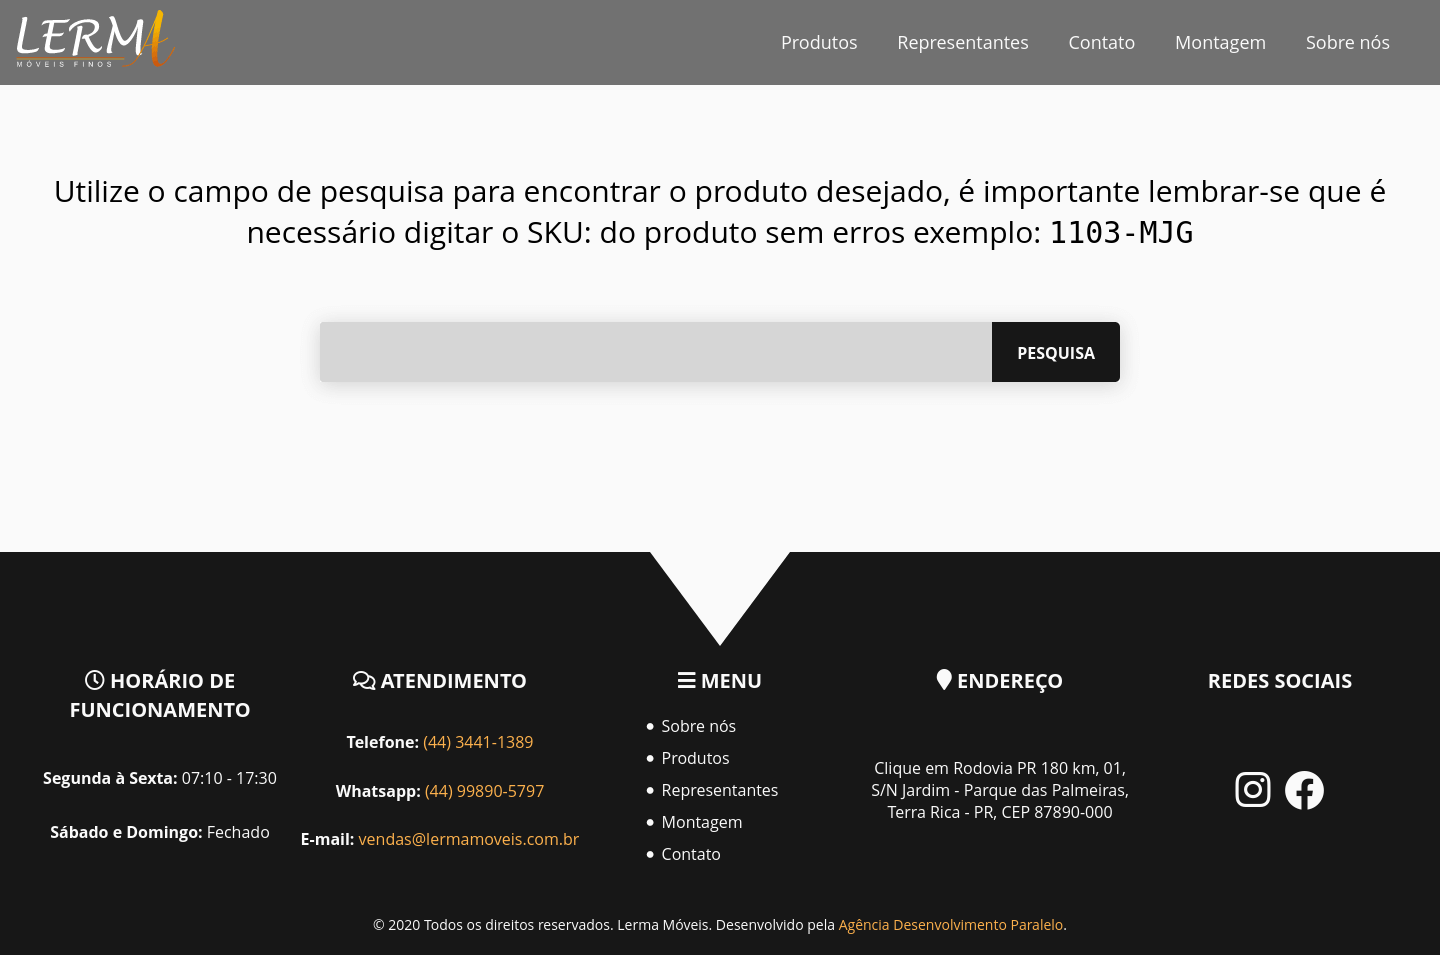 LERMA
MÓVEIS FINOS
Produtos
Representantes
Contato
Montagem
Sobre nós
Utilize o campo de pesquisa para encontrar o produto desejado, é importante lembrar-se que é
necessário digitar o SKU: do produto sem erros exemplo: 1103-MJG
PESQUISA
HORÁRIO DE
FUNCIONAMENTO
Segunda à Sexta: 07:10 - 17:30
Sábado e Domingo: Fechado
ATENDIMENTO
Telefone: (44) 3441-1389
Whatsapp: (44) 99890-5797
E-mail: vendas@lermamoveis.com.br
MENU
Sobre nós
Produtos
Representantes
Montagem
Contato
ENDEREÇO
Clique em Rodovia PR 180 km, 01,
S/N Jardim - Parque das Palmeiras,
Terra Rica - PR, CEP 87890-000
REDES SOCIAIS
© 2020 Todos os direitos reservados. Lerma Móveis. Desenvolvido pela Agência Desenvolvimento Paralelo.